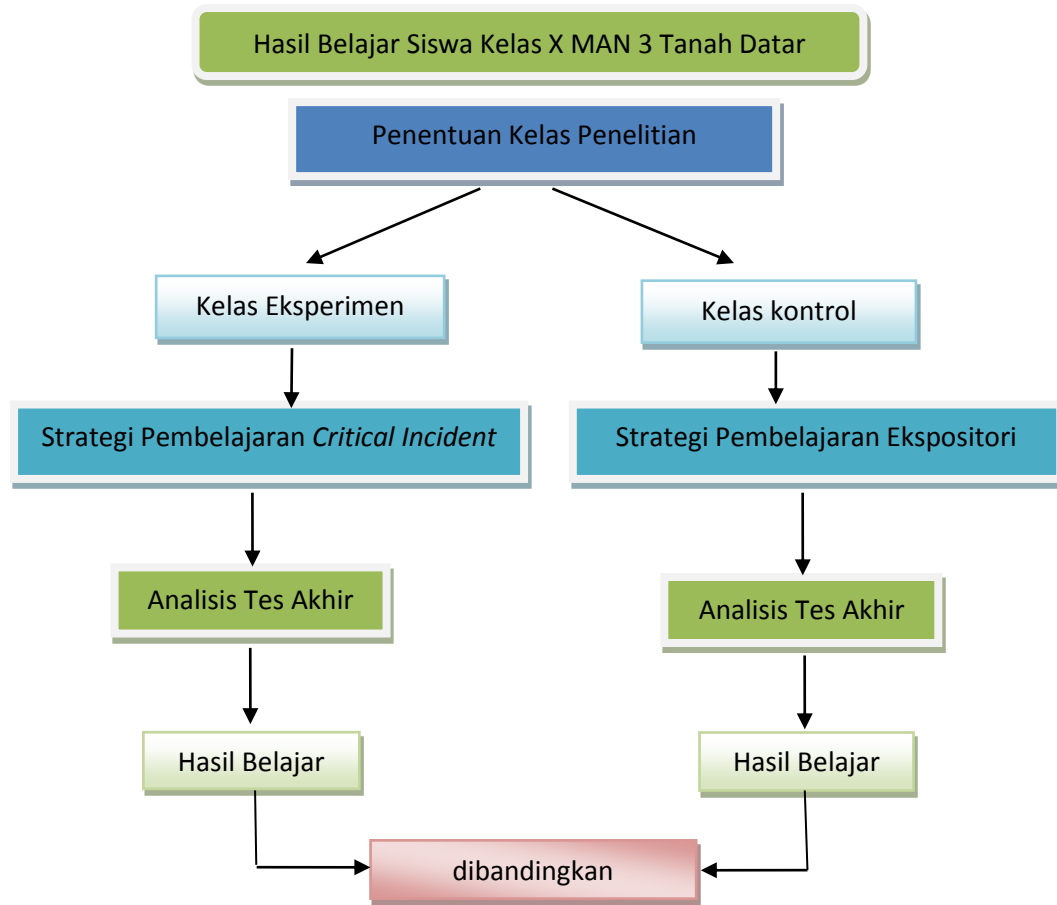 Hasil Belajar Siswa Kelas X MAN 3 Tanah Datar
Penentuan Kelas Penelitian
Kelas Eksperimen
Kelas kontrol
Strategi Pembelajaran Critical Incident
Strategi Pembelajaran Ekspositori
Analisis Tes Akhir
Analisis Tes Akhir
Hasil Belajar
Hasil Belajar
dibandingkan